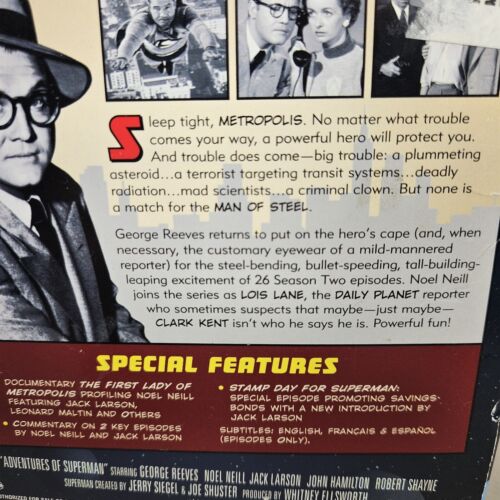 Sleep tight, METROPOLIS. No matter what trouble
comes your way, a powerful hero will protect you.
And trouble does come—big trouble: a plummeting
asteroid...a terrorist targeting transit systems...deadly
radiation...mad scientists...a criminal clown. But none is
a match for the MAN OF STEEL.
George Reeves returns to put on the hero's cape (and, when
necessary, the customary eyewear of a mild-mannered
reporter) for the steel-bending, bullet-speeding, tall-building-
leaping excitement of 26 Season Two episodes. Noel Neill
joins the series as LOIS LANE, the DAILY PLANET reporter
who sometimes suspects that maybe—just maybe—
CLARK KENT isn't who he says he is. Powerful fun!
SPECIAL FEATURES
DOCUMENTARY THE FIRST LADY OF
METROPOLIS PROFILING NOEL NEILL
FEATURING JACK LARSON,
LEONARD MALTIN AND OTHERS
• COMMENTARY ON 2 KEY EPISODES
BY NOEL NEILL AND JACK LARSON
• STAMP DAY FOR SUPERMAN:
SPECIAL EPISODE PROMOTING SAVINGS
BONDS WITH A NEW INTRODUCTION BY
JACK LARSON
SUBTITLES: ENGLISH, FRANÇAIS & ESPAÑOL
(EPISODES ONLY).
"ADVENTURES OF SUPERMAN" STARRING GEORGE REEVES NOEL NEILL JACK LARSON JOHN HAMILTON ROBERT SHAYNE
SUPERMAN CREATED BY JERRY SIEGEL & JOE SHUSTER PRODUCED BY WHITNEY ELLSWORTH